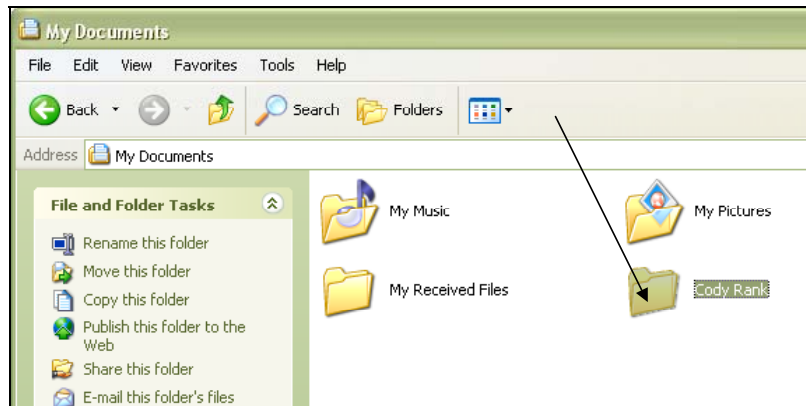 My Documents
File Edit View Favorites Tools Help
Back Search Folders
Address My Documents
File and Folder Tasks
Rename this folder
Move this folder
Copy this folder
Publish this folder to the
Web
Share this folder
E-mail this folder's files
My Music
My Pictures
My Received Files
Cody Rank